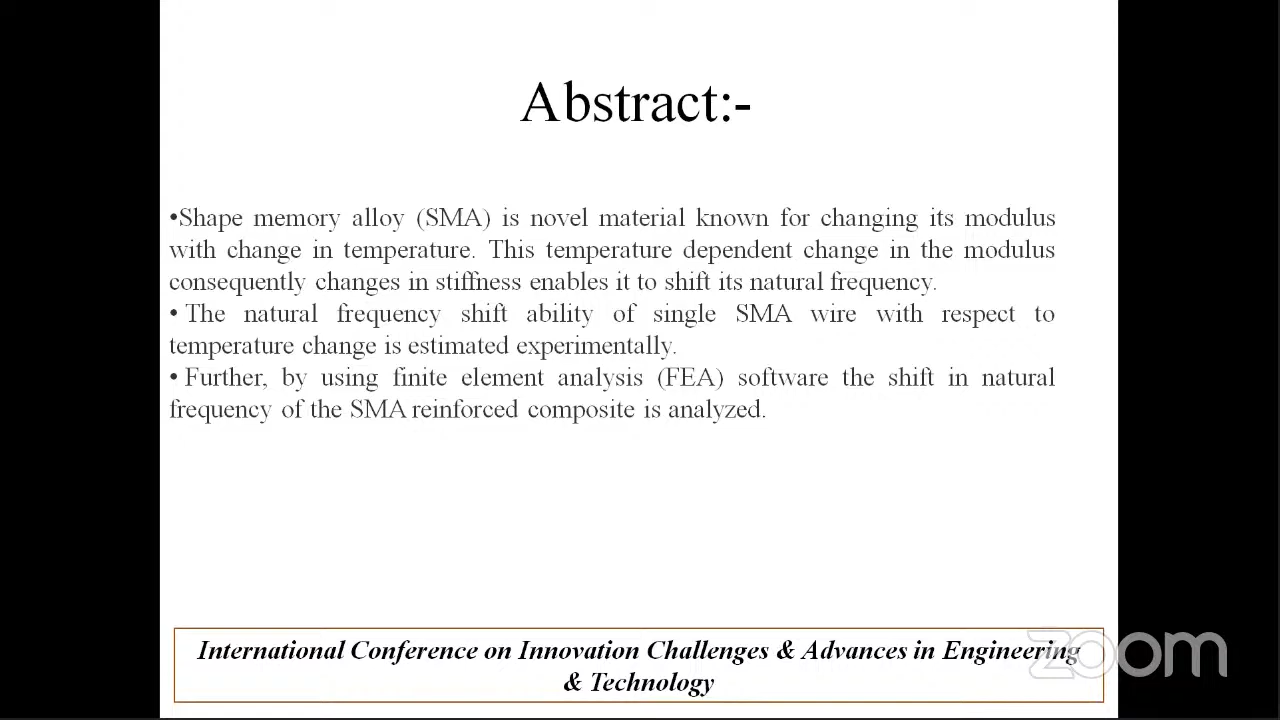 Abstract:-
•Shape memory alloy (SMA) is novel material known for changing its modulus
with change in temperature. This temperature dependent change in the modulus
consequently changes in stiffness enables it to shift its natural frequency.
• The natural frequency shift ability of single SMA wire with respect to
temperature change is estimated experimentally.
• Further, by using finite element analysis (FEA) software the shift in natural
frequency of the SMA reinforced composite is analyzed.
International Conference on Innovation Challenges & Advances in Engineering
& Technology
zoom